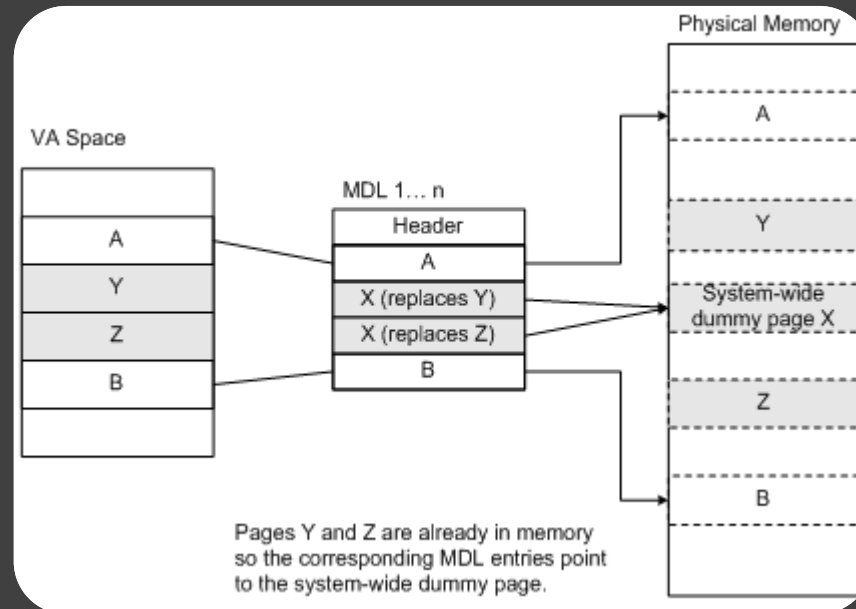 Physical Memory
A
Y
System-wide
dummy page X
Z
B
VA Space
A
Y
Z
B
MDL 1... n
Header
A
X (replaces Y)
X (replaces Z)
B
Pages Y and Z are already in memory
so the corresponding MDL entries point
to the system-wide dummy page.